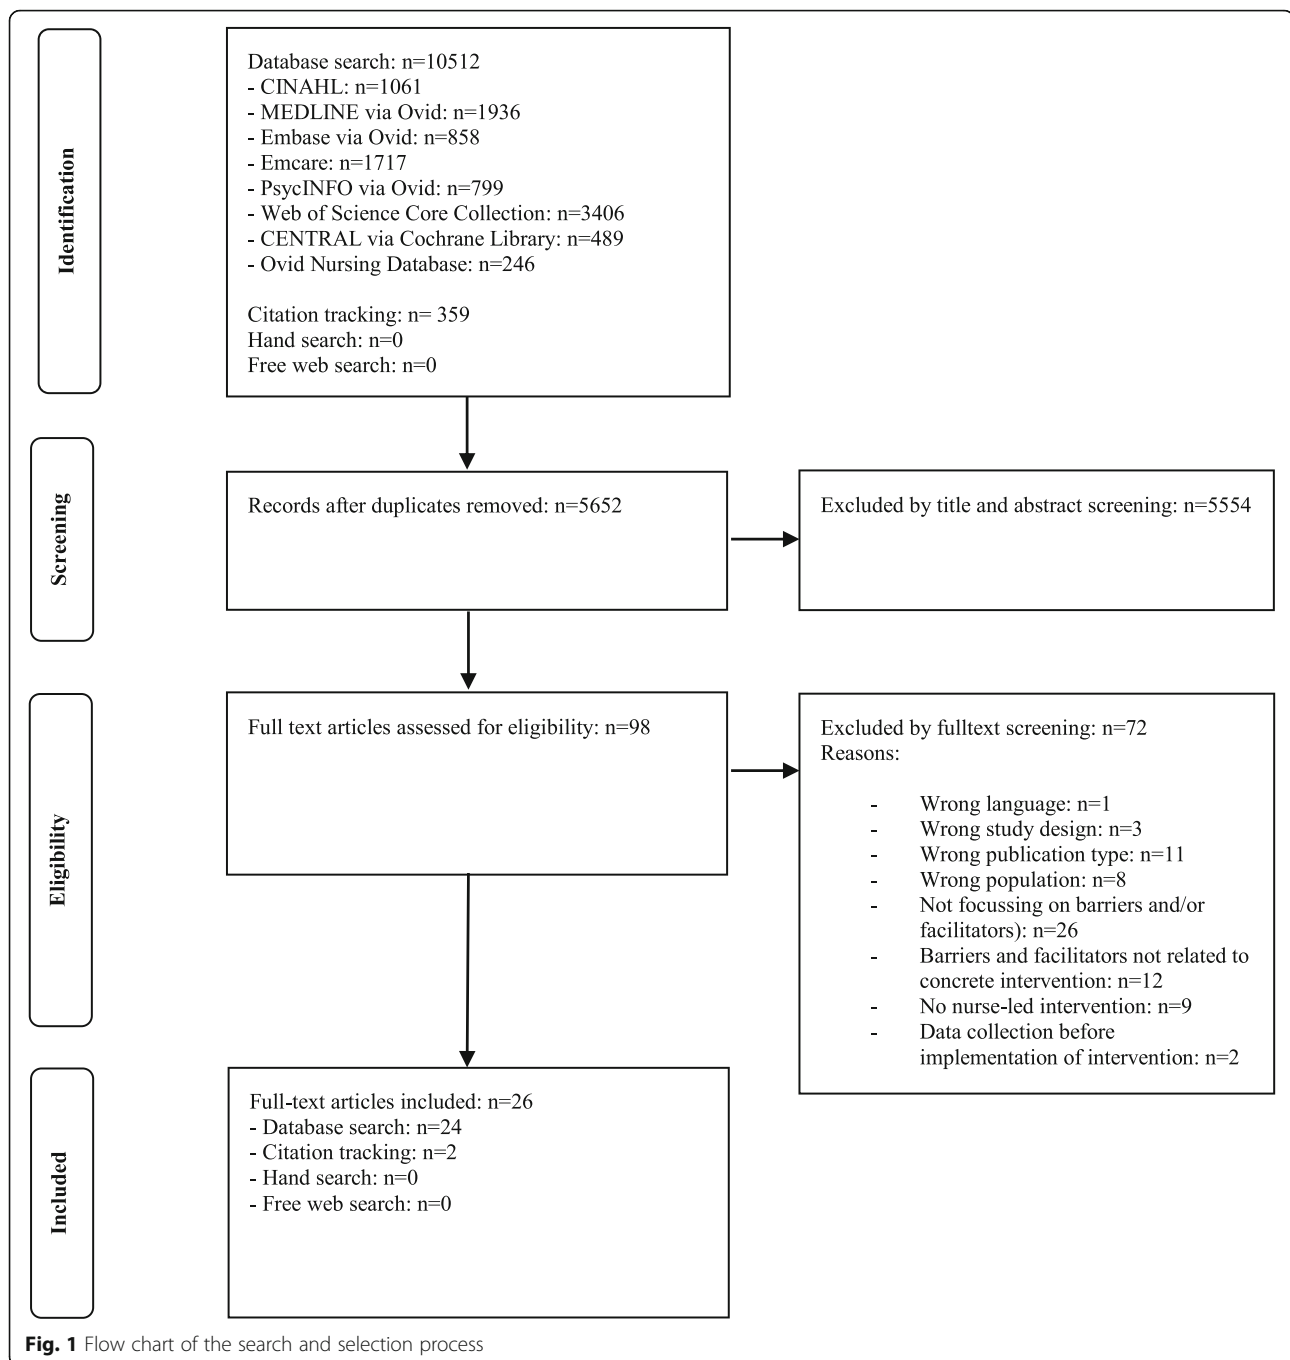 Identification
Database search: n=10512
- CINAHL: n=1061
- MEDLINE via Ovid: n=1936
- Embase via Ovid: n=858
- Emcare: n=1717
- PsycINFO via Ovid: n=799
- Web of Science Core Collection: n=3406
- CENTRAL via Cochrane Library: n=489
- Ovid Nursing Database: n=246
Citation tracking: n= 359
Hand search: n=0
Free web search: n=0
Screening
Records after duplicates removed: n=5652
Excluded by title and abstract screening: n=5554
Eligibility
Full text articles assessed for eligibility: n=98
Excluded by fulltext screening: n=72
Reasons:
- Wrong language: n=1
- Wrong study design: n=3
- Wrong publication type: n=11
- Wrong population: n=8
- Not focussing on barriers and/or
facilitators): n=26
- Barriers and facilitators not related to
concrete intervention: n=12
- No nurse-led intervention: n=9
- Data collection before
implementation of intervention: n=2
Included
Full-text articles included: n=26
- Database search: n=24
- Citation tracking: n=2
- Hand search: n=0
- Free web search: n=0
Fig. 1 Flow chart of the search and selection process